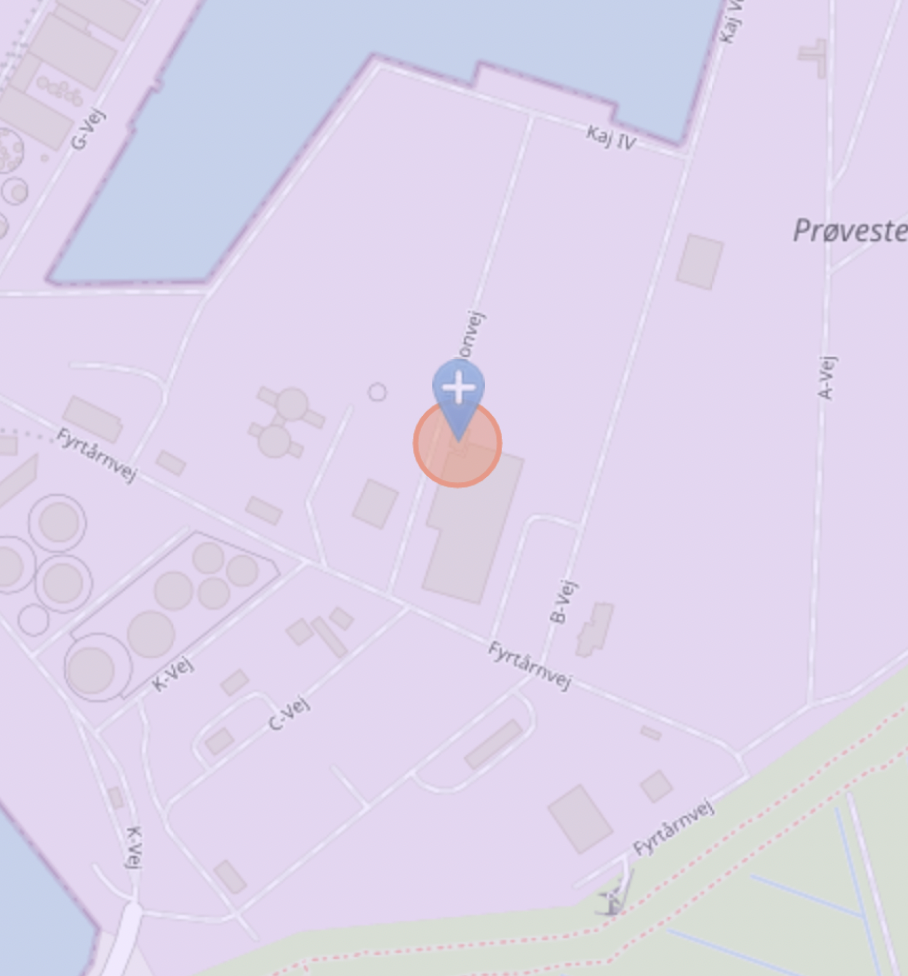 Kaj V
G-Vej
Kaj IV
Prøveste
onvej
A-Vej
Fyrtårnvej
B-Vej
Fyrtårnvej
K-Vej
C-Vej
Fyrtårnvej
K-Vej